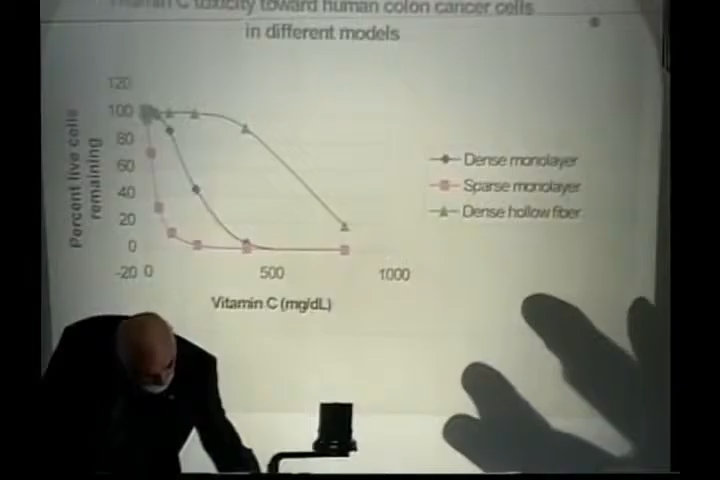 Vitamin C toxicity toward human colon cancer cells
in different models
Percent live cells
remaining
120
100
80
60
40
20
0
-20
0
500
1000
Vitamin C (mg/dL)
Dense monolayer
Sparse monolayer
Dense hollow fiber